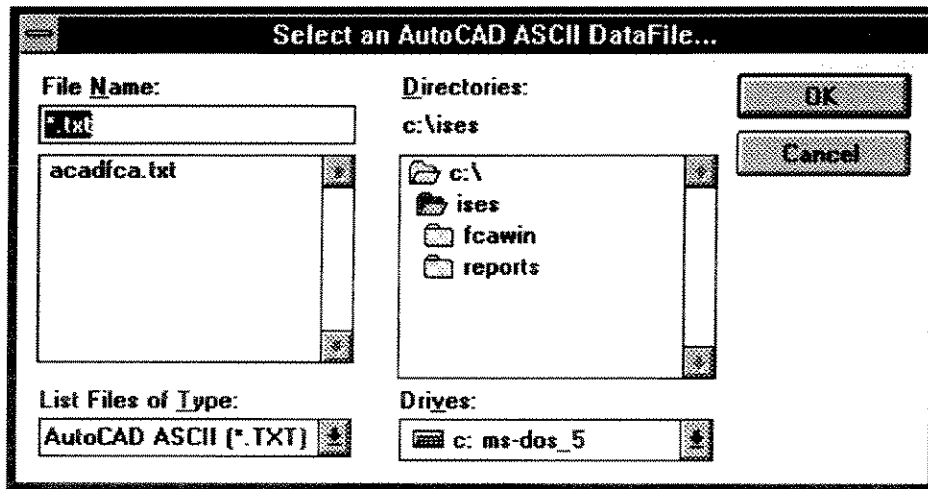 Select an AutoCAD ASCII DataFile...
File Name:
*.txt
acadfca.txt
List Files of Type:
AutoCAD ASCII (*.TXT)
Directories:
c:\ises
c:\
ises
fcawin
reports
Drives:
c: ms-dos_5
OK
Cancel